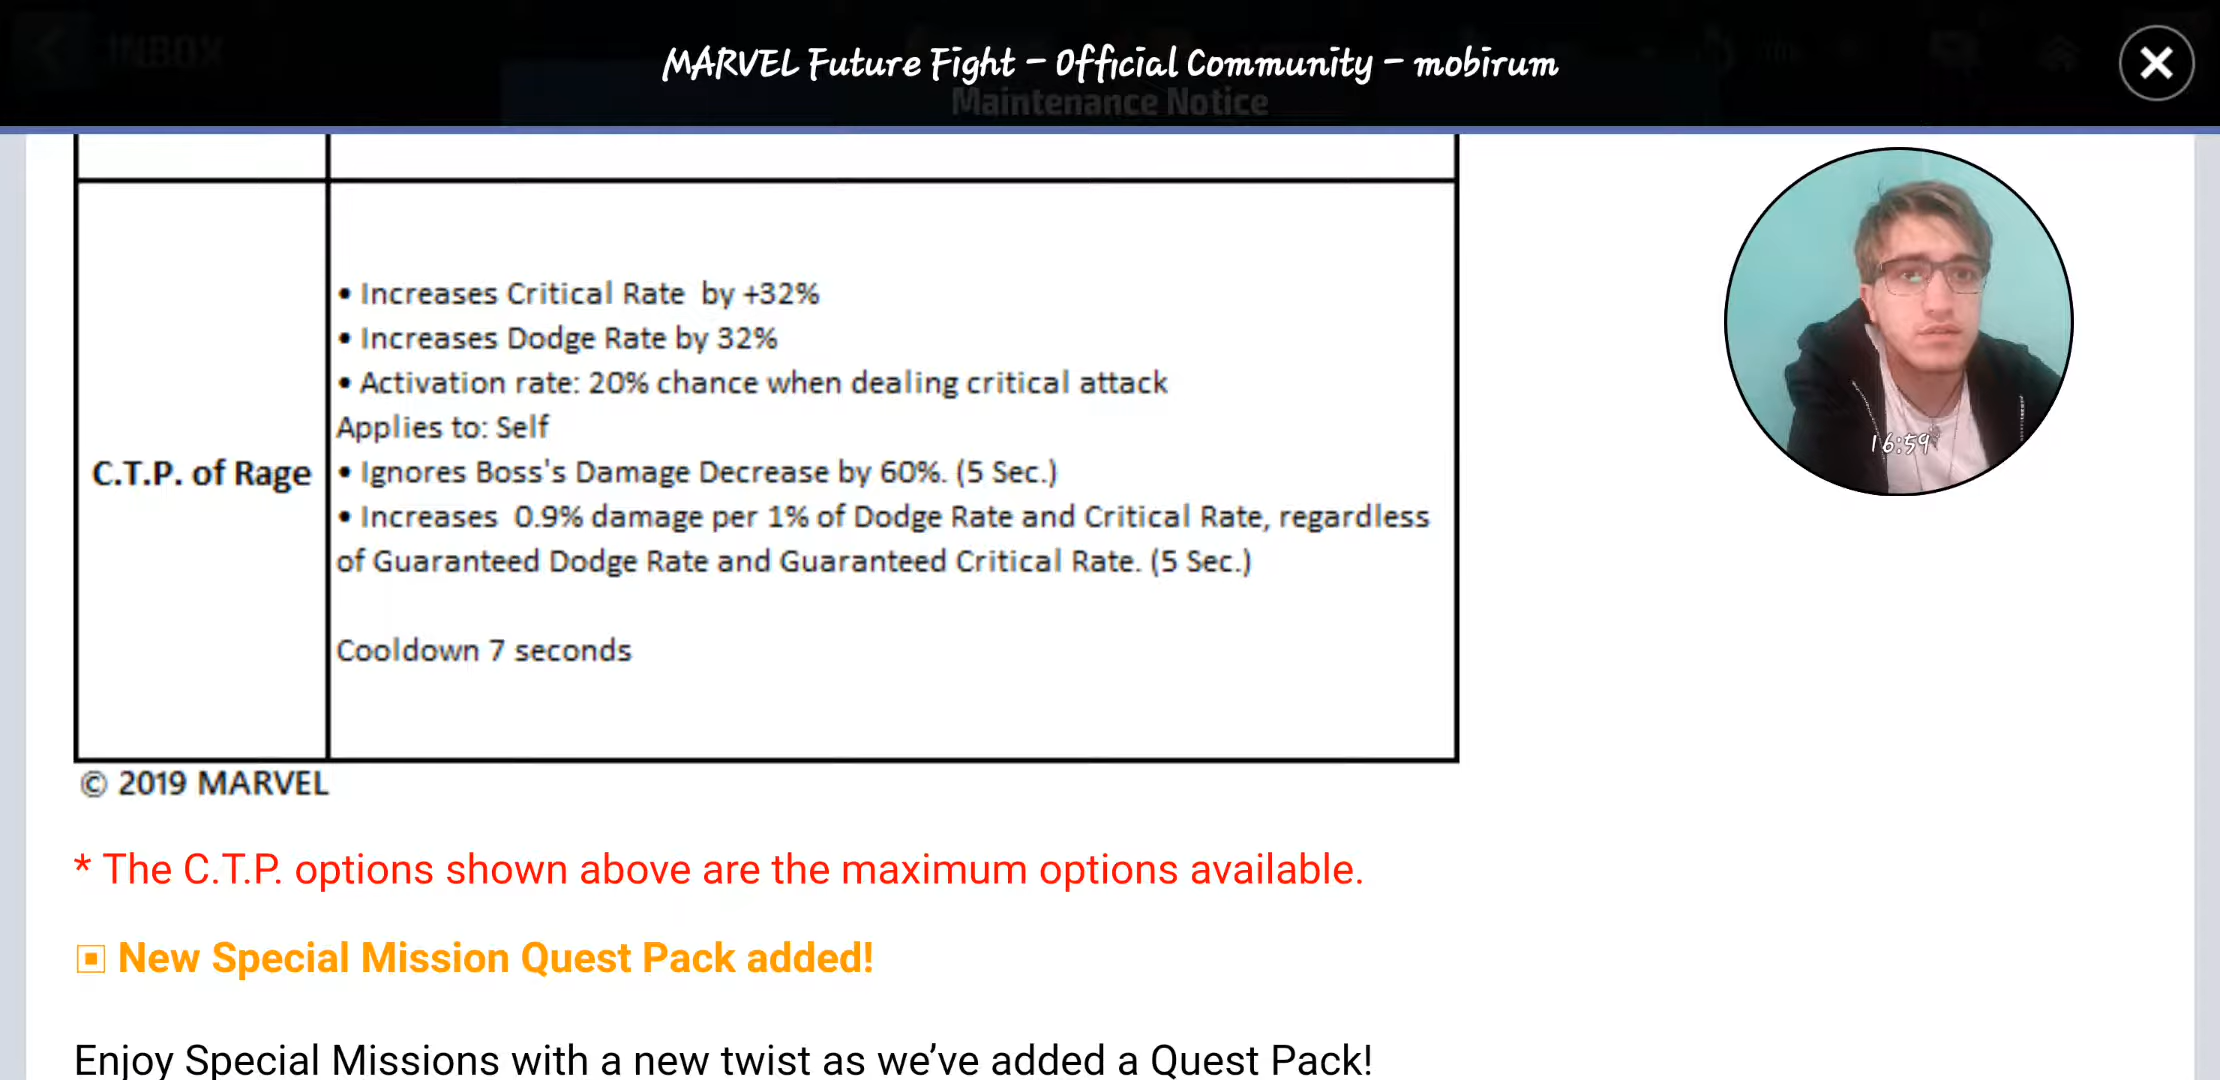 INBOX
MARVEL Future Fight – Official Community – mobirum
Maintenance Notice
• Increases Critical Rate by +32%
• Increases Dodge Rate by 32%
• Activation rate: 20% chance when dealing critical attack
Applies to: Self
C.T.P. of Rage
• Ignores Boss's Damage Decrease by 60%. (5 Sec.)
• Increases 0.9% damage per 1% of Dodge Rate and Critical Rate, regardless
of Guaranteed Dodge Rate and Guaranteed Critical Rate. (5 Sec.)
Cooldown 7 seconds
16:59
© 2019 MARVEL
* The C.T.P. options shown above are the maximum options available.
▣ New Special Mission Quest Pack added!
Enjoy Special Missions with a new twist as we’ve added a Quest Pack!